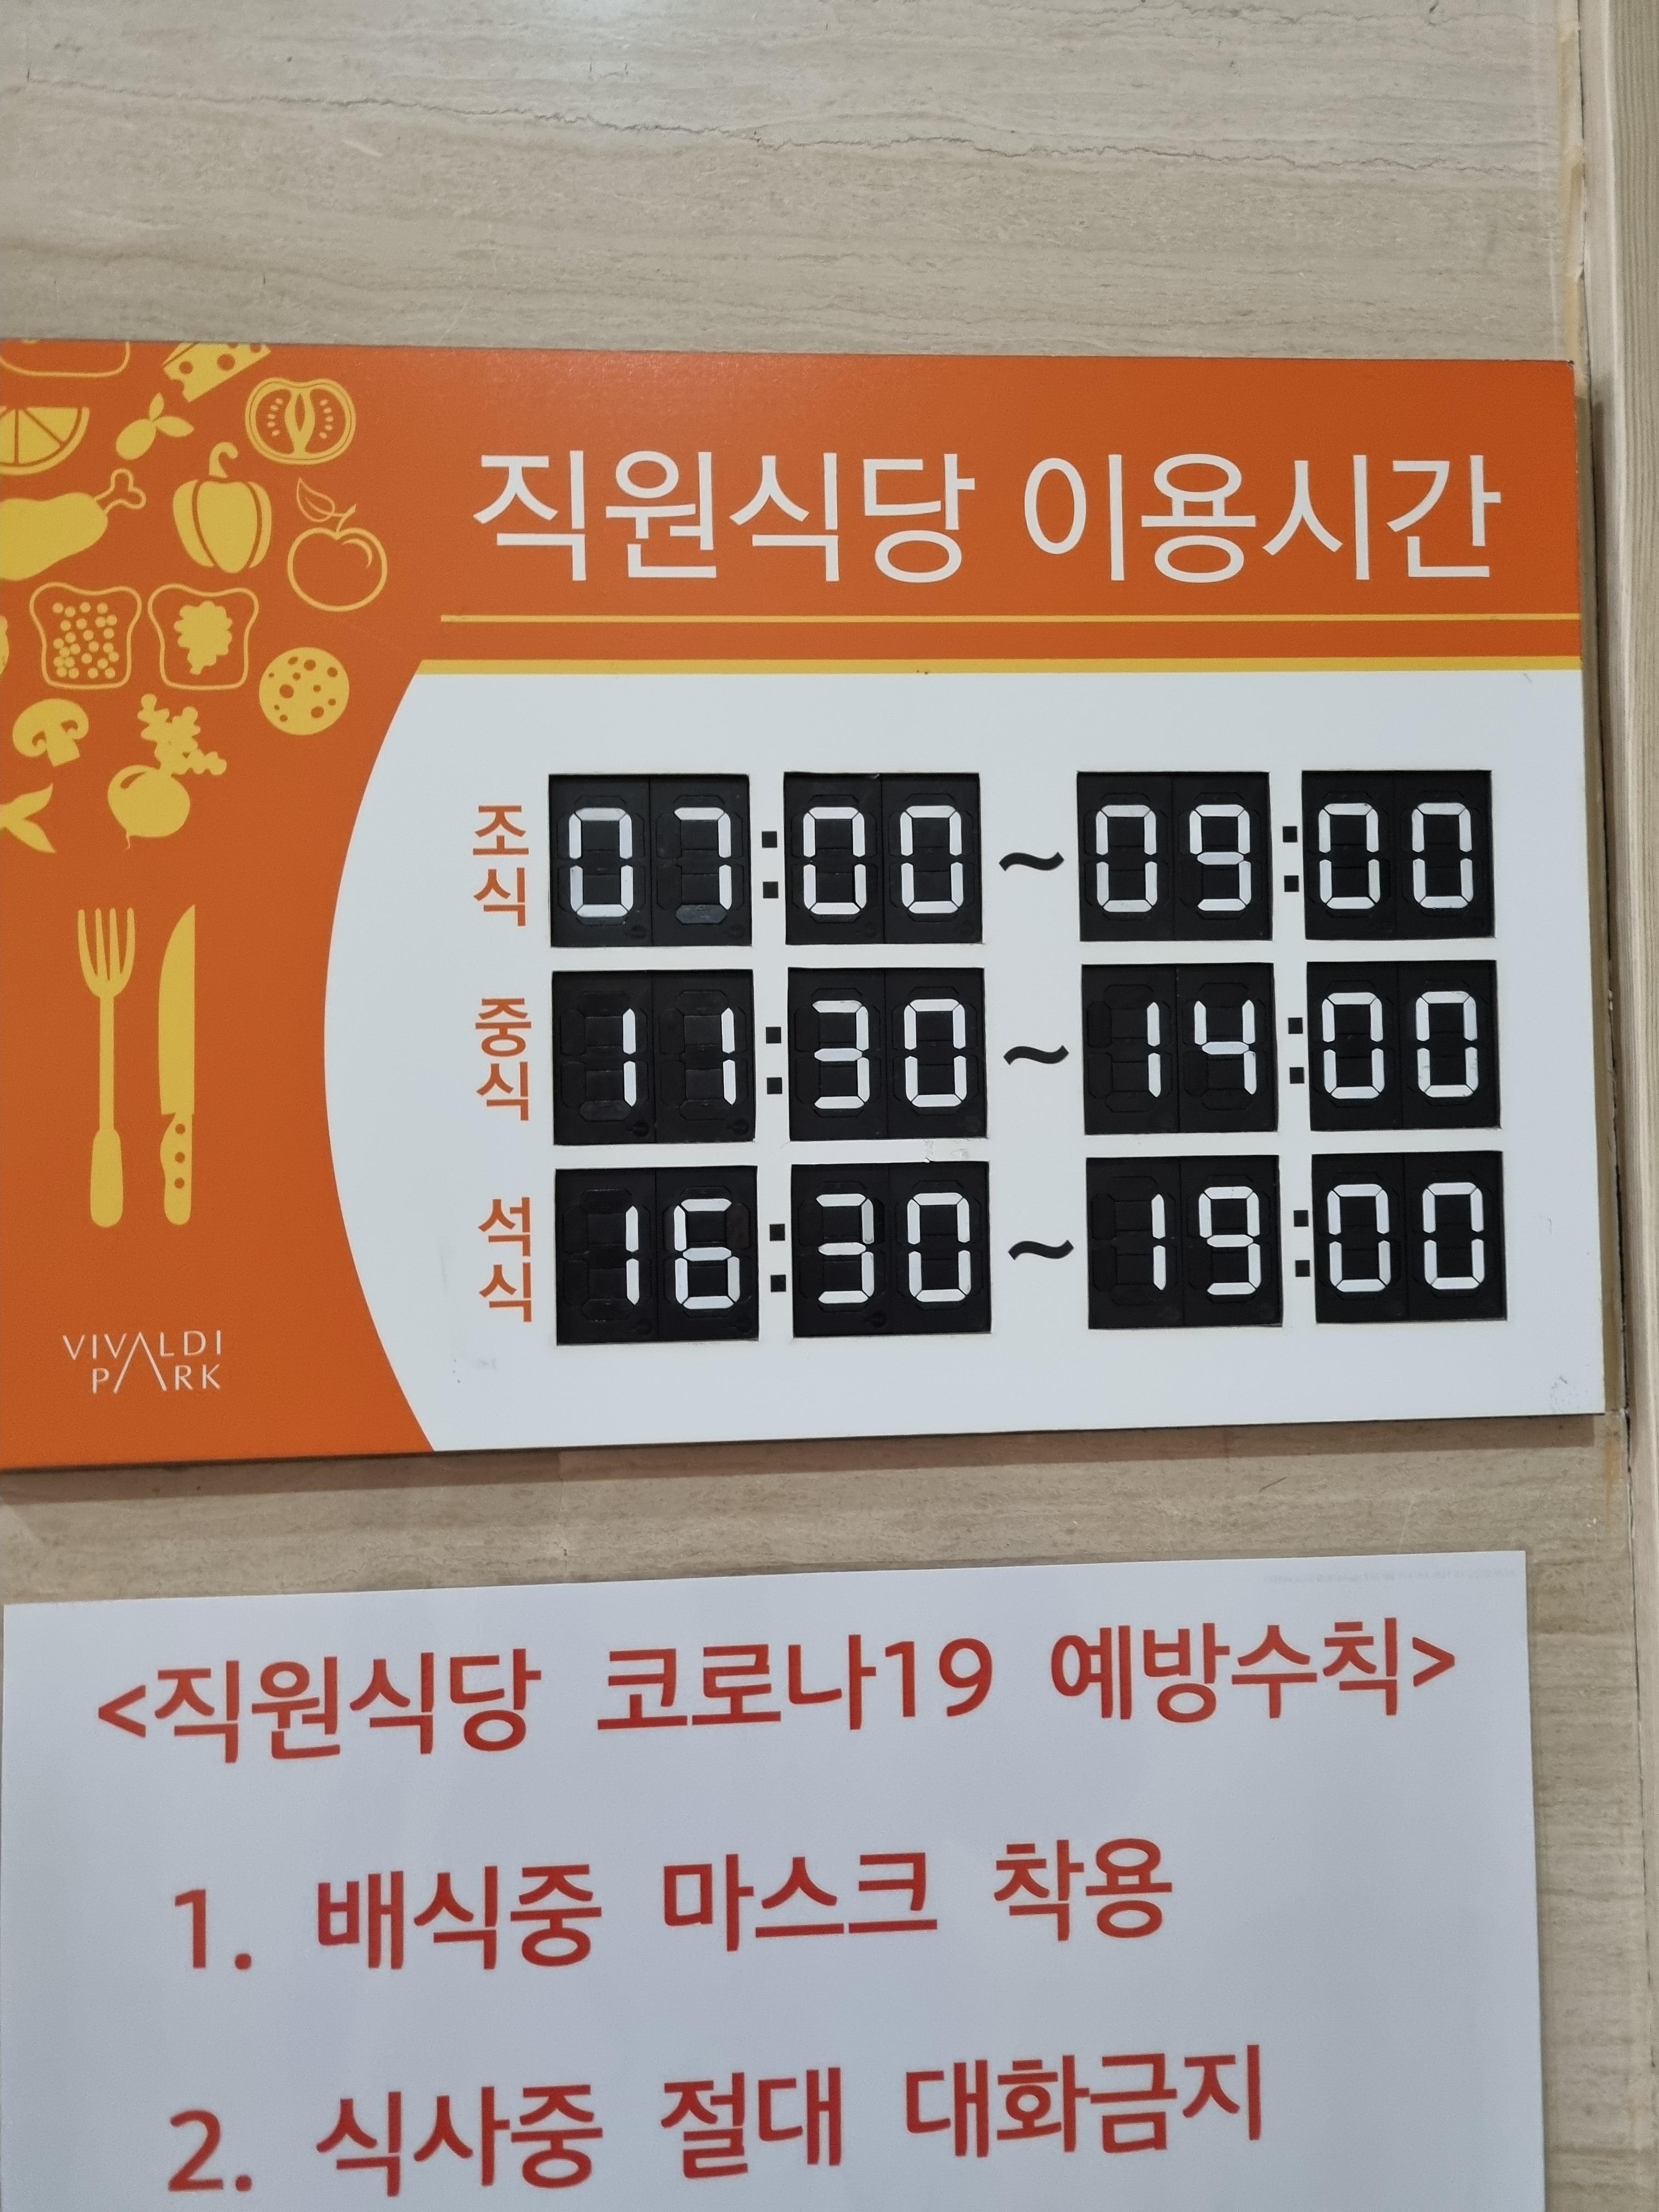 직원식당 이용시간
조식 07:00 ~ 09:00
중식 11:30 ~ 14:00
석식 16:30 ~ 19:00
VIVALDI
PARK
<직원식당 코로나19 예방수칙>
1. 배식중 마스크 착용
2. 식사중 절대 대화금지